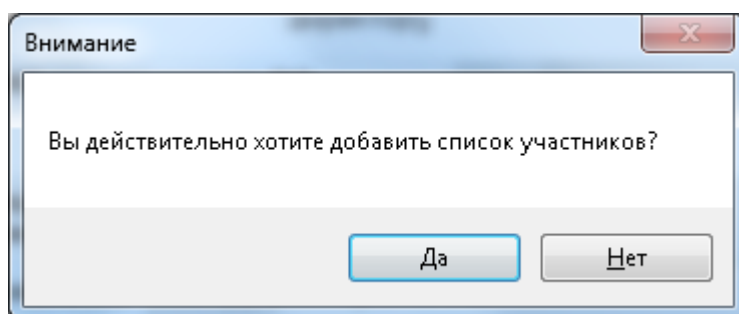 Внимание
Вы действительно хотите добавить список участников?
Да
Нет